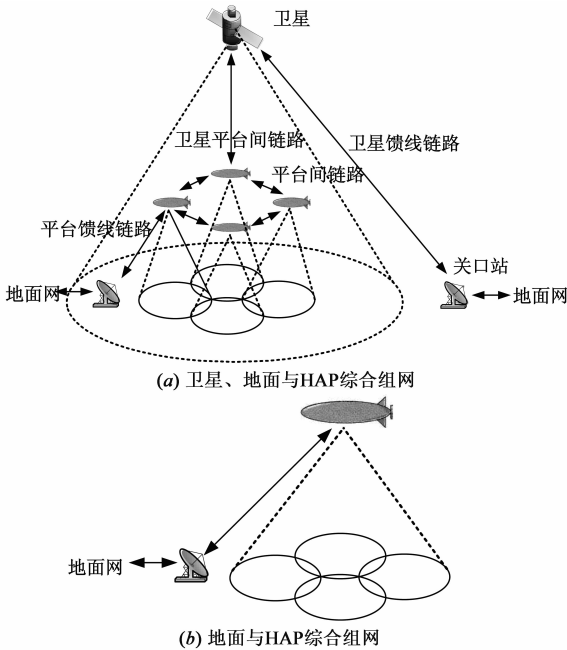 卫星
卫星平台间链路
卫星馈线链路
平台间链路
平台馈线链路
关口站
地面网
地面网
(a) 卫星、地面与HAP综合组网
地面网
(b) 地面与HAP综合组网